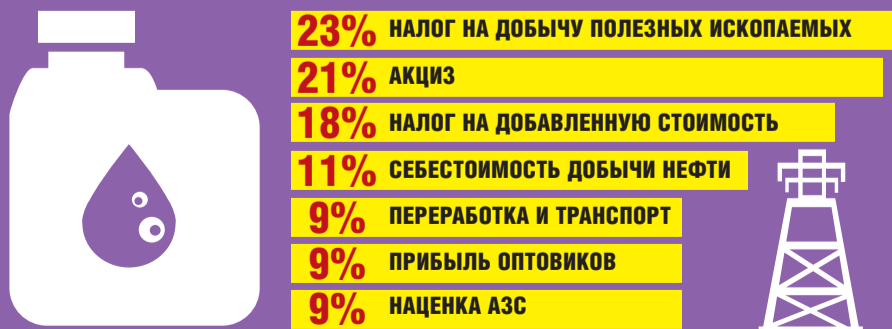 23% НАЛОГ НА ДОБЫЧУ ПОЛЕЗНЫХ ИСКОПАЕМЫХ
21% АКЦИЗ
18% НАЛОГ НА ДОБАВЛЕННУЮ СТОИМОСТЬ
11% СЕБЕСТОИМОСТЬ ДОБЫЧИ НЕФТИ
9% ПЕРЕРАБОТКА И ТРАНСПОРТ
9% ПРИБЫЛЬ ОПТОВИКОВ
9% НАЦЕНКА АЗС